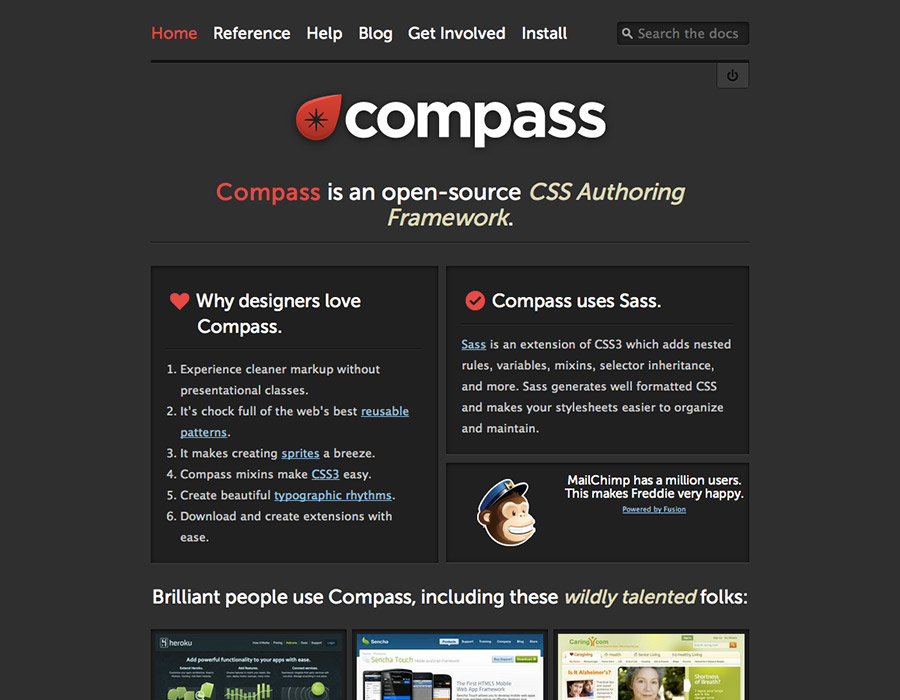 Home Reference Help Blog Get Involved Install Search the docs
compass
Compass is an open-source CSS Authoring
Framework.
Why designers love
Compass.
1. Experience cleaner markup without
presentational classes.
2. It's chock full of the web's best reusable
patterns.
3. It makes creating sprites a breeze.
4. Compass mixins make CSS3 easy.
5. Create beautiful typographic rhythms.
6. Download and create extensions with
ease.
Compass uses Sass.
Sass is an extension of CSS3 which adds nested
rules, variables, mixins, selector inheritance,
and more. Sass generates well formatted CSS
and makes your stylesheets easier to organize
and maintain.
MailChimp has a million users.
This makes Freddie very happy.
Powered by Fusion
Brilliant people use Compass, including these wildly talented folks:
heroku
Add powerful functionality to your apps with ease.
Sencha
Sencha Touch
The First HTML5 Mobile
Web App Framework
Caring.com
Is It Alzheimer's?
Shortness of
Breath?